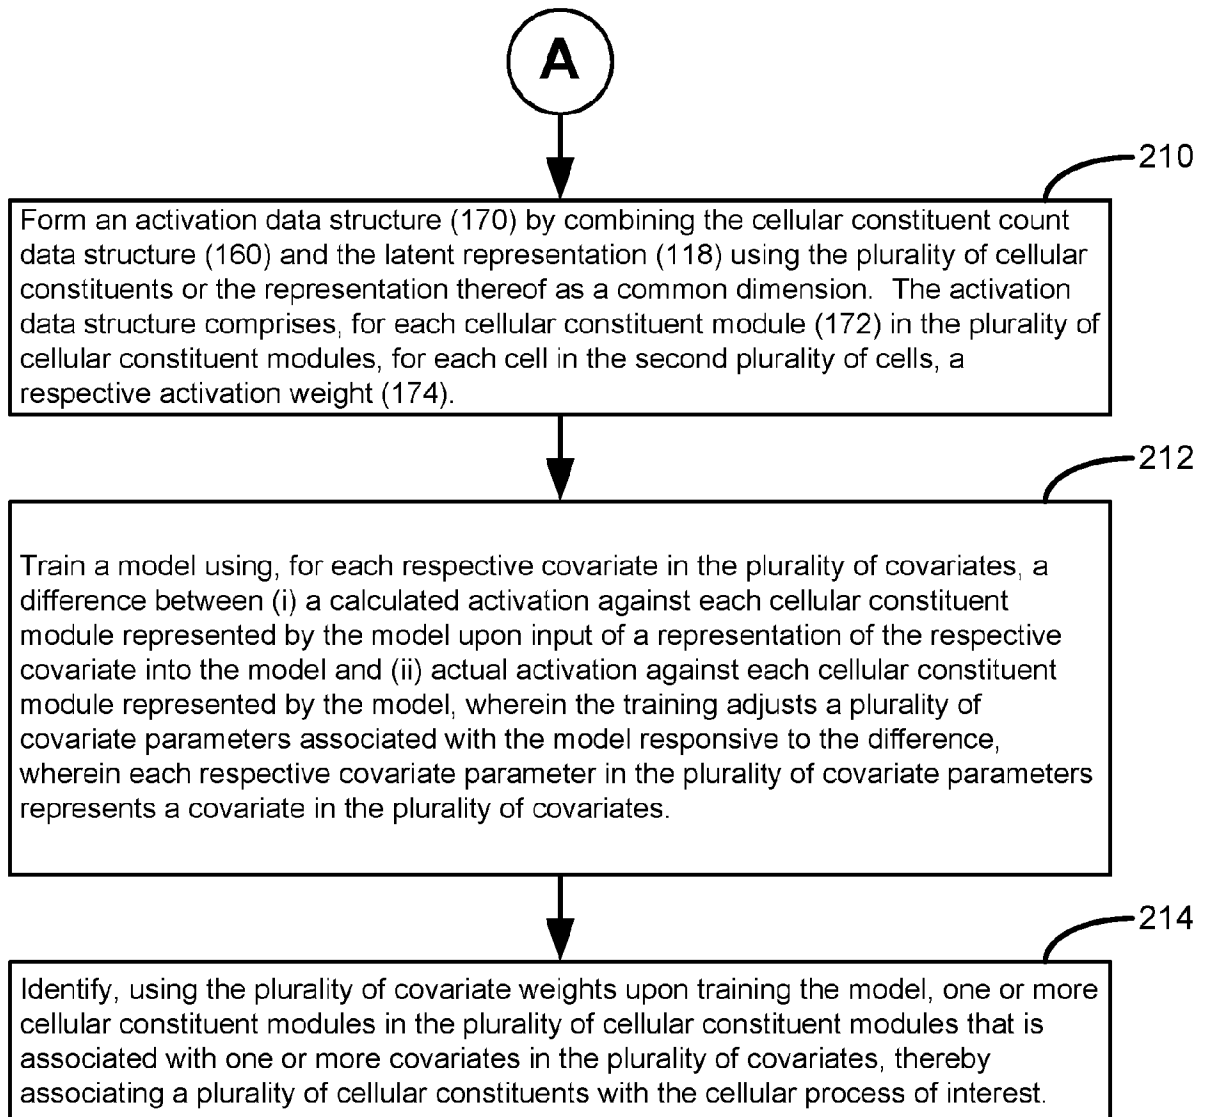 A
210
Form an activation data structure (170) by combining the cellular constituent count
data structure (160) and the latent representation (118) using the plurality of cellular
constituents or the representation thereof as a common dimension.  The activation
data structure comprises, for each cellular constituent module (172) in the plurality of
cellular constituent modules, for each cell in the second plurality of cells, a
respective activation weight (174).
212
Train a model using, for each respective covariate in the plurality of covariates, a
difference between (i) a calculated activation against each cellular constituent
module represented by the model upon input of a representation of the respective
covariate into the model and (ii) actual activation against each cellular constituent
module represented by the model, wherein the training adjusts a plurality of
covariate parameters associated with the model responsive to the difference,
wherein each respective covariate parameter in the plurality of covariate parameters
represents a covariate in the plurality of covariates.
214
Identify, using the plurality of covariate weights upon training the model, one or more
cellular constituent modules in the plurality of cellular constituent modules that is
associated with one or more covariates in the plurality of covariates, thereby
associating a plurality of cellular constituents with the cellular process of interest.